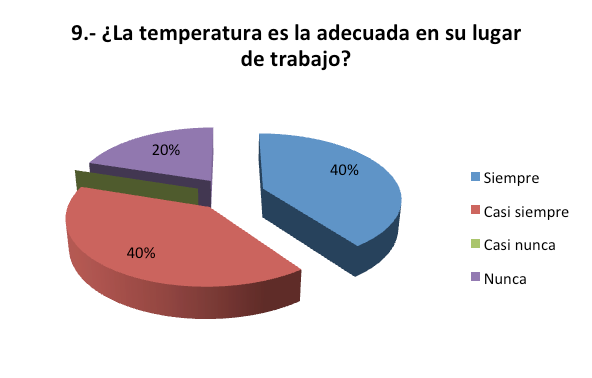 9.- ¿La temperatura es la adecuada en su lugar
de trabajo?
20%
40%
40%
Siempre
Casi siempre
Casi nunca
Nunca